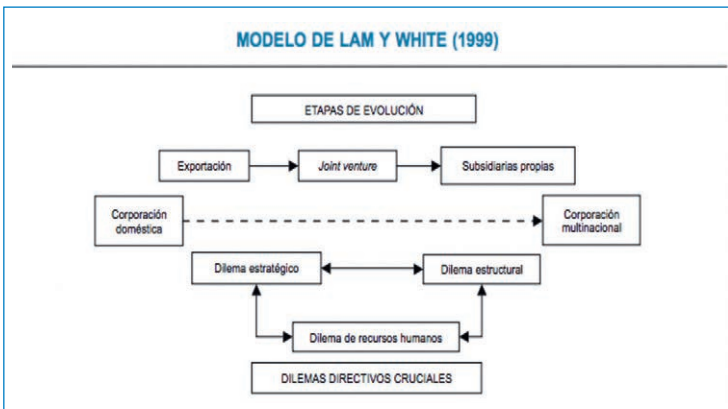 MODELO DE LAM Y WHITE (1999)
ETAPAS DE EVOLUCIÓN
Exportación
Joint venture
Subsidiarias propias
Corporación
doméstica
Corporación
multinacional
Dilema estratégico
Dilema estructural
Dilema de recursos humanos
DILEMAS DIRECTIVOS CRUCIALES